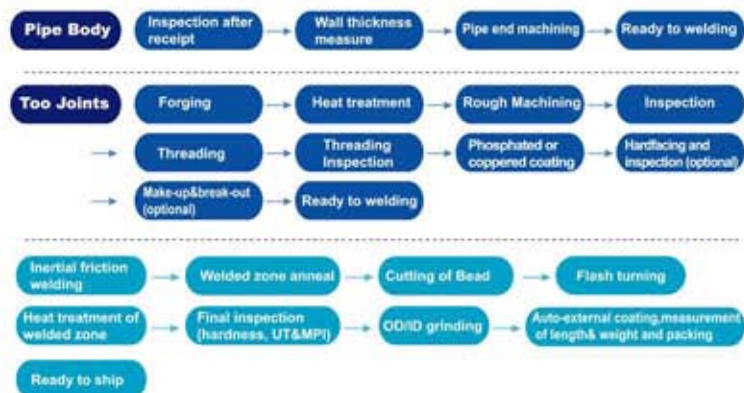 Pipe Body
Inspection after
receipt
Wall thickness
measure
Pipe end machining
Ready to welding
Too Joints
Forging
Heat treatment
Rough Machining
Inspection
Threading
Threading
Inspection
Phosphated or
coppered coating
Hardfacing and
inspection (optional)
Make-up&break-out
(optional)
Ready to welding
Inertial friction
welding
Welded zone anneal
Cutting of Bead
Flash turning
Heat treatment of
welded zone
Final inspection
(hardness, UT&MPI)
OD/ID grinding
Auto-external coating,measurement
of length& weight and packing
Ready to ship